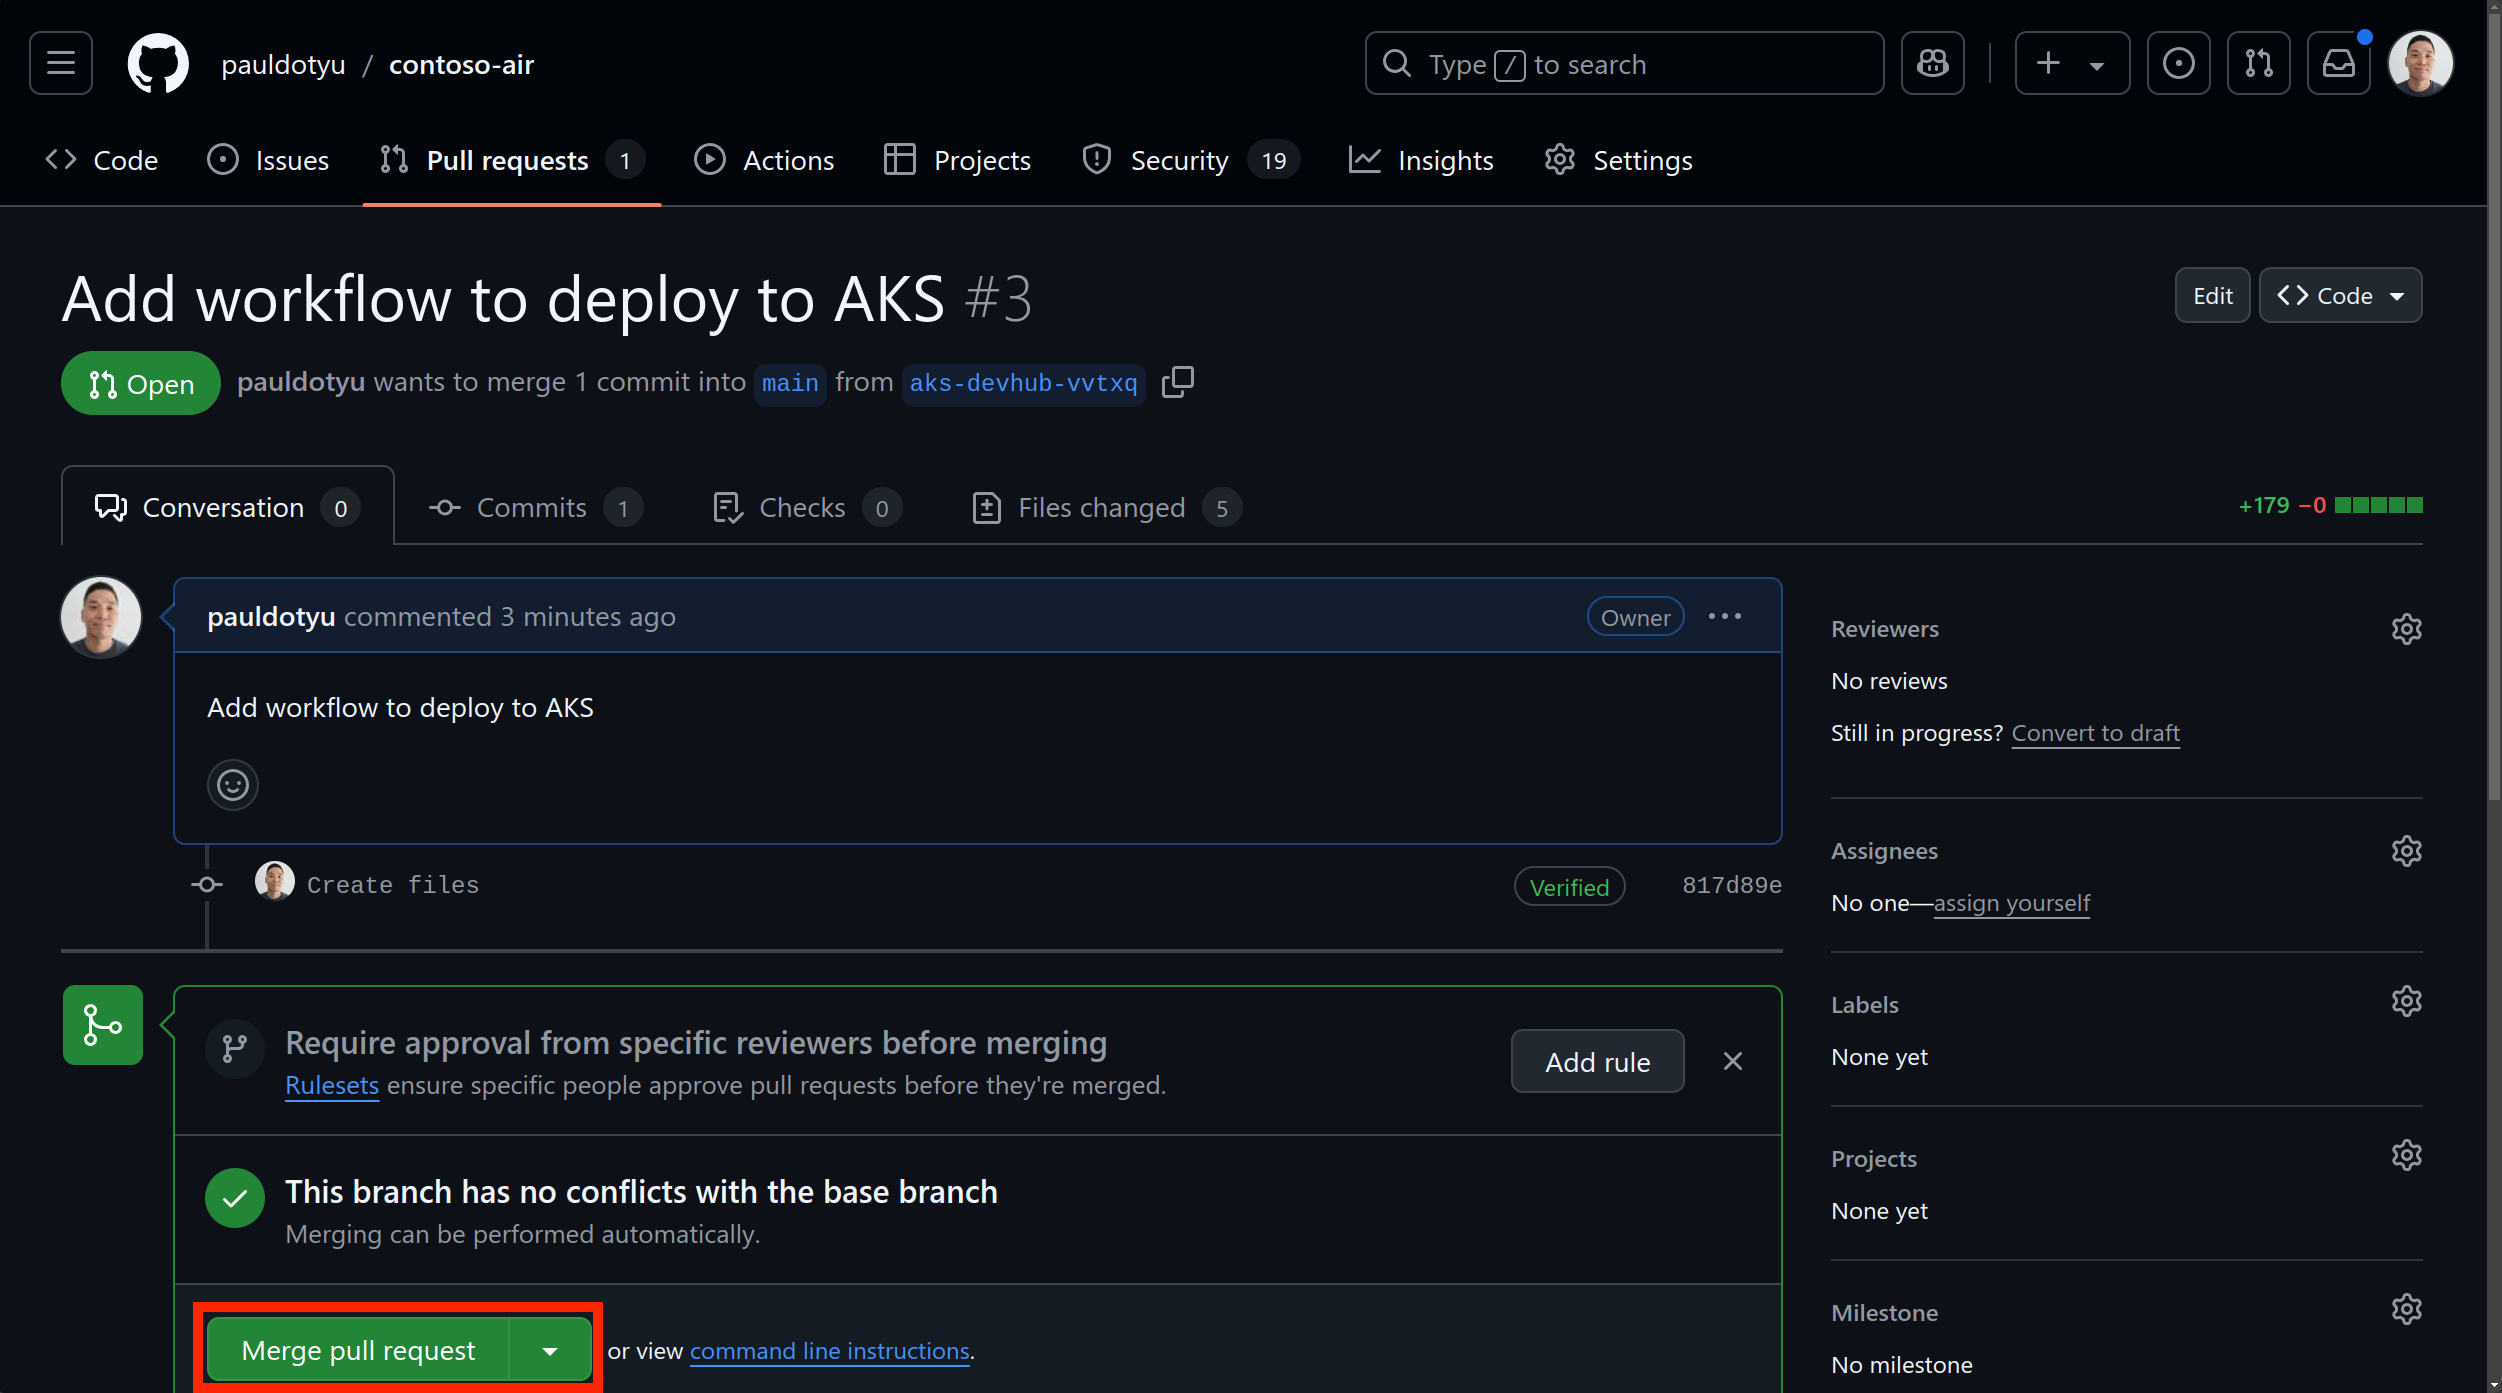 pauldotyu / contoso-air
Type / to search
Code
Issues
Pull requests 1
Actions
Projects
Security 19
Insights
Settings
Add workflow to deploy to AKS #3
Edit
Code
Open
pauldotyu wants to merge 1 commit into main from aks-devhub-vvtxq
Conversation 0
Commits 1
Checks 0
Files changed 5
+179 −0
pauldotyu commented 3 minutes ago
Owner
Add workflow to deploy to AKS
Create files
Verified
817d89e
Require approval from specific reviewers before merging
Rulesets ensure specific people approve pull requests before they're merged.
Add rule
This branch has no conflicts with the base branch
Merging can be performed automatically.
Merge pull request
or view command line instructions.
Reviewers
No reviews
Still in progress? Convert to draft
Assignees
No one—assign yourself
Labels
None yet
Projects
None yet
Milestone
No milestone